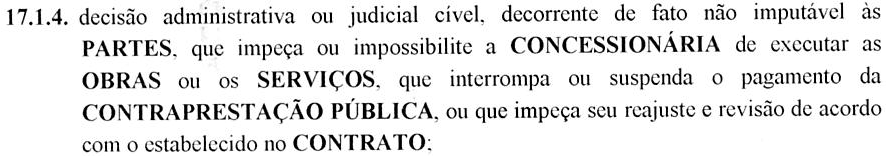 17.1.4. decisão administrativa ou judicial cível, decorrente de fato não imputável às
PARTES, que impeça ou impossibilite a CONCESSIONÁRIA de executar as
OBRAS ou os SERVIÇOS, que interrompa ou suspenda o pagamento da
CONTRAPRESTAÇÃO PÚBLICA, ou que impeça seu reajuste e revisão de acordo
com o estabelecido no CONTRATO;